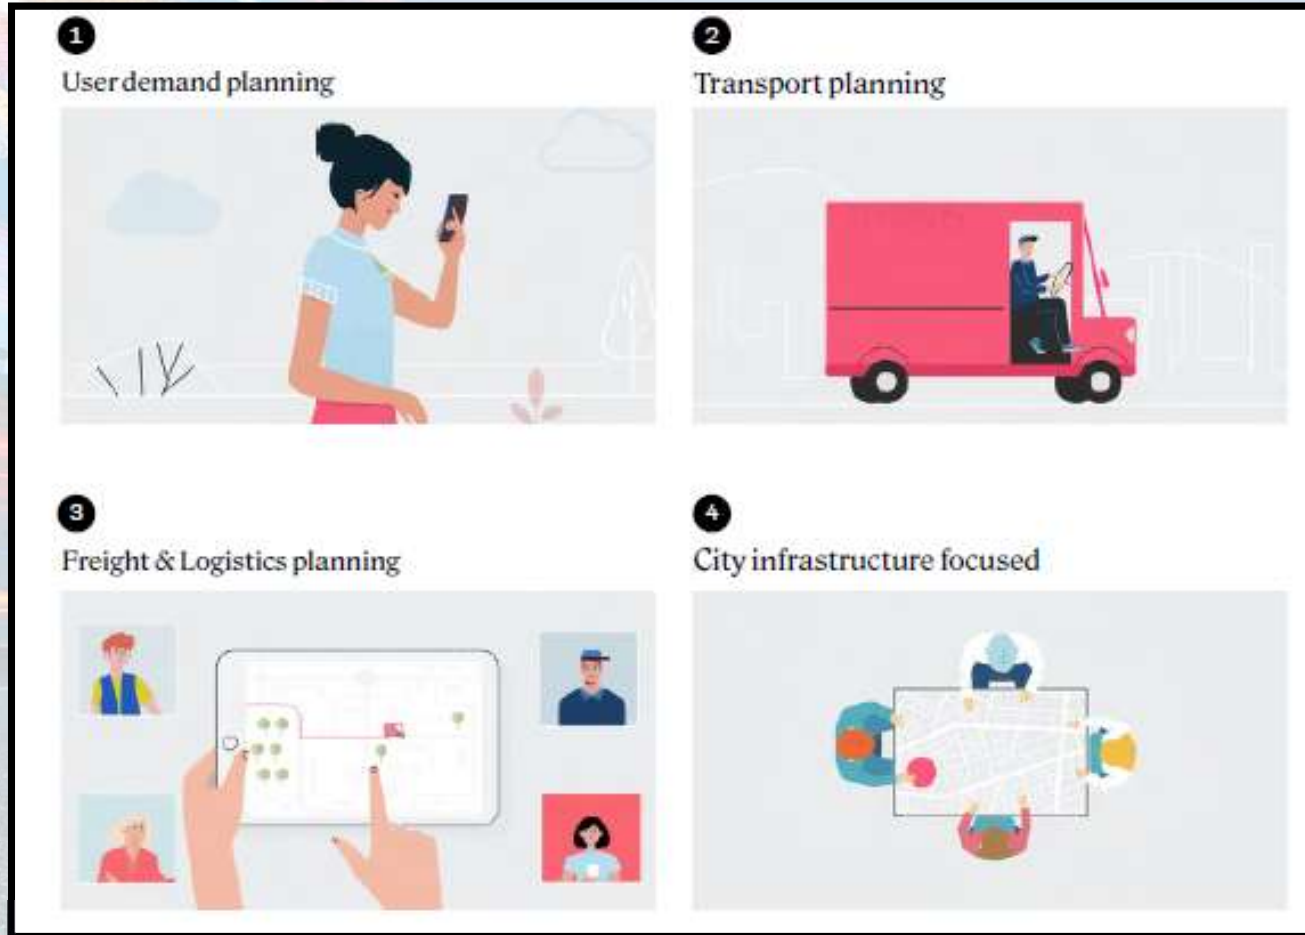 1
User demand planning
2
Transport planning
3
Freight & Logistics planning
4
City infrastructure focused